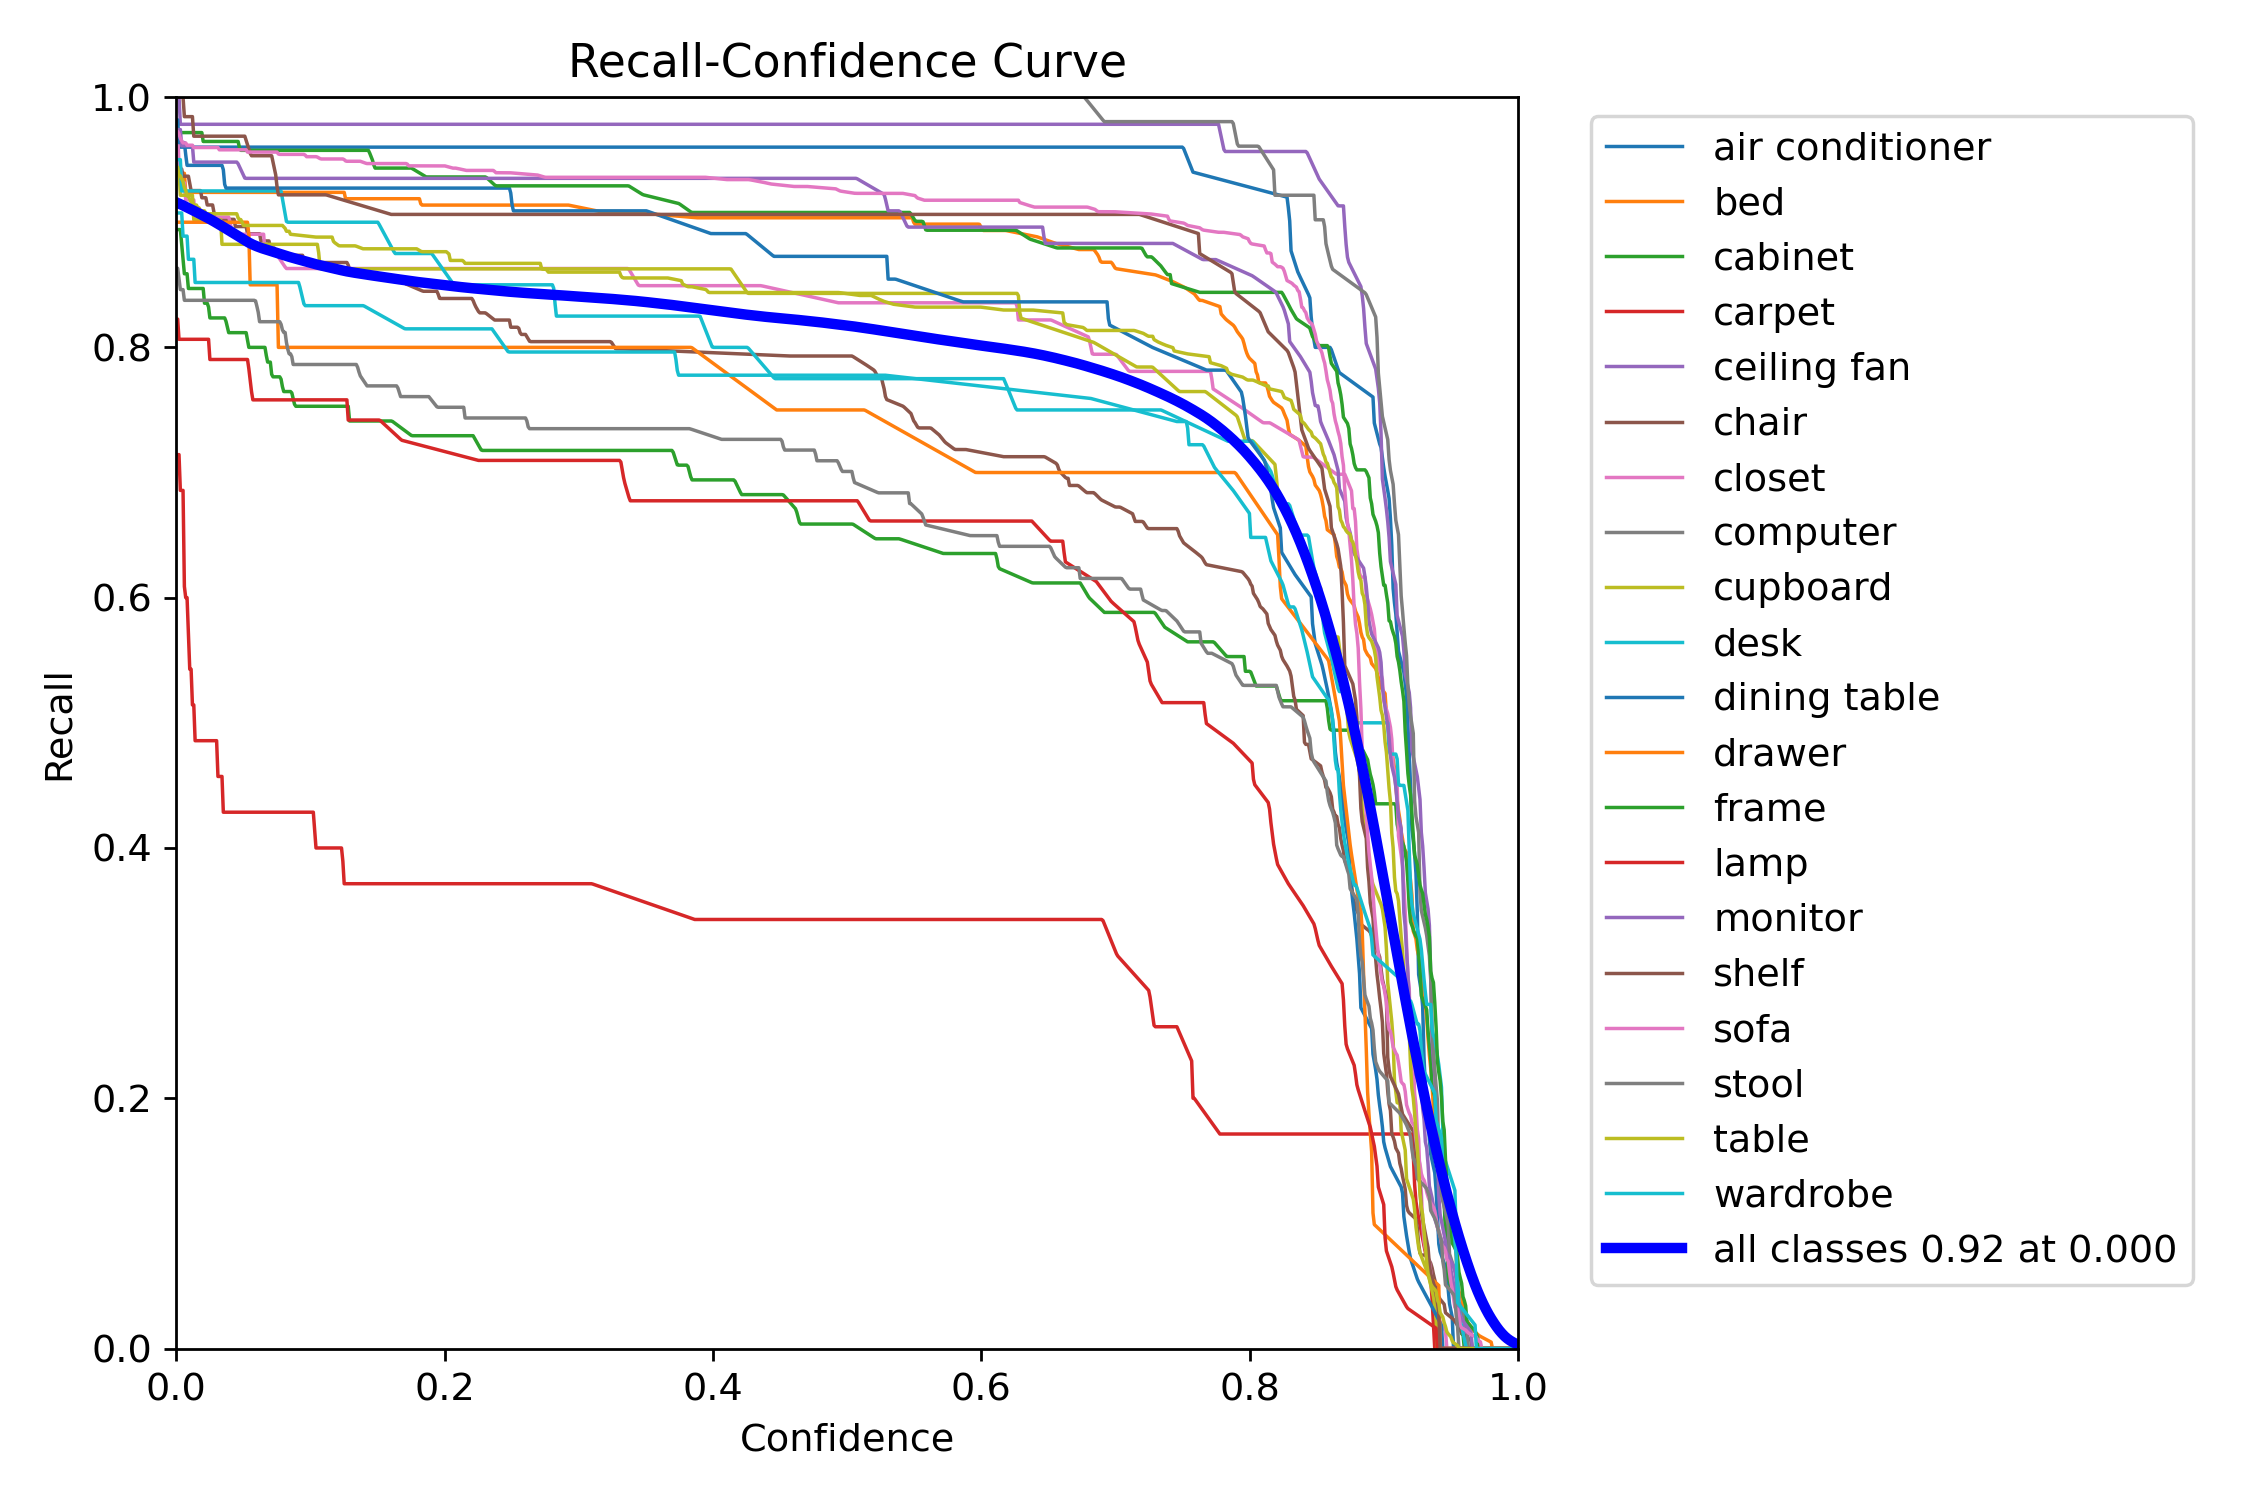 Recall-Confidence Curve
1.0
0.8
0.6
0.4
0.2
0.0
Recall
0.0 0.2 0.4 0.6 0.8 1.0
Confidence
air conditioner
bed
cabinet
carpet
ceiling fan
chair
closet
computer
cupboard
desk
dining table
drawer
frame
lamp
monitor
shelf
sofa
stool
table
wardrobe
all classes 0.92 at 0.000